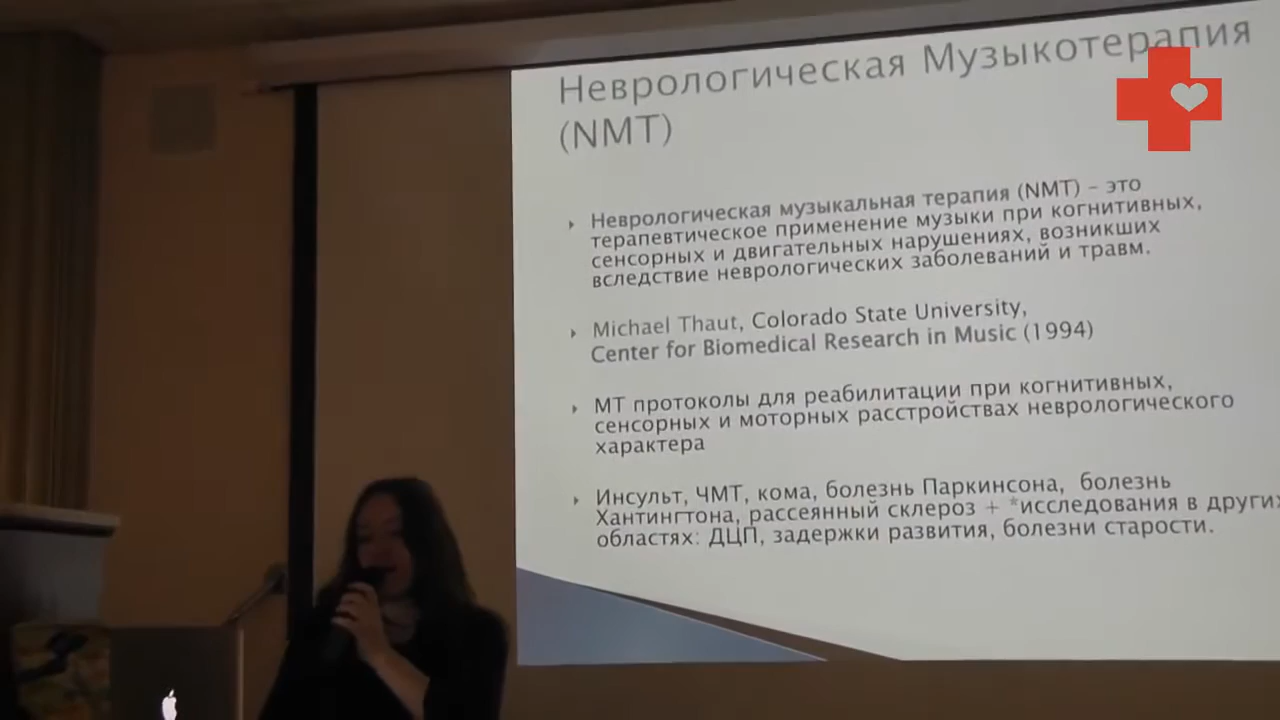 Неврологическая Музыкотерапия
(NMT)
Неврологическая музыкальная терапия (NMT) – это
терапевтическое применение музыки при когнитивных,
сенсорных и двигательных нарушениях, возникших
вследствие неврологических заболеваний и травм.
Michael Thaut, Colorado State University,
Center for Biomedical Research in Music (1994)
МТ протоколы для реабилитации при когнитивных,
сенсорных и моторных расстройствах неврологического
характера
Инсульт, ЧМТ, кома, болезнь Паркинсона, болезнь
Хантингтона, рассеянный склероз + *исследования в других
областях: ДЦП, задержки развития, болезни старости.